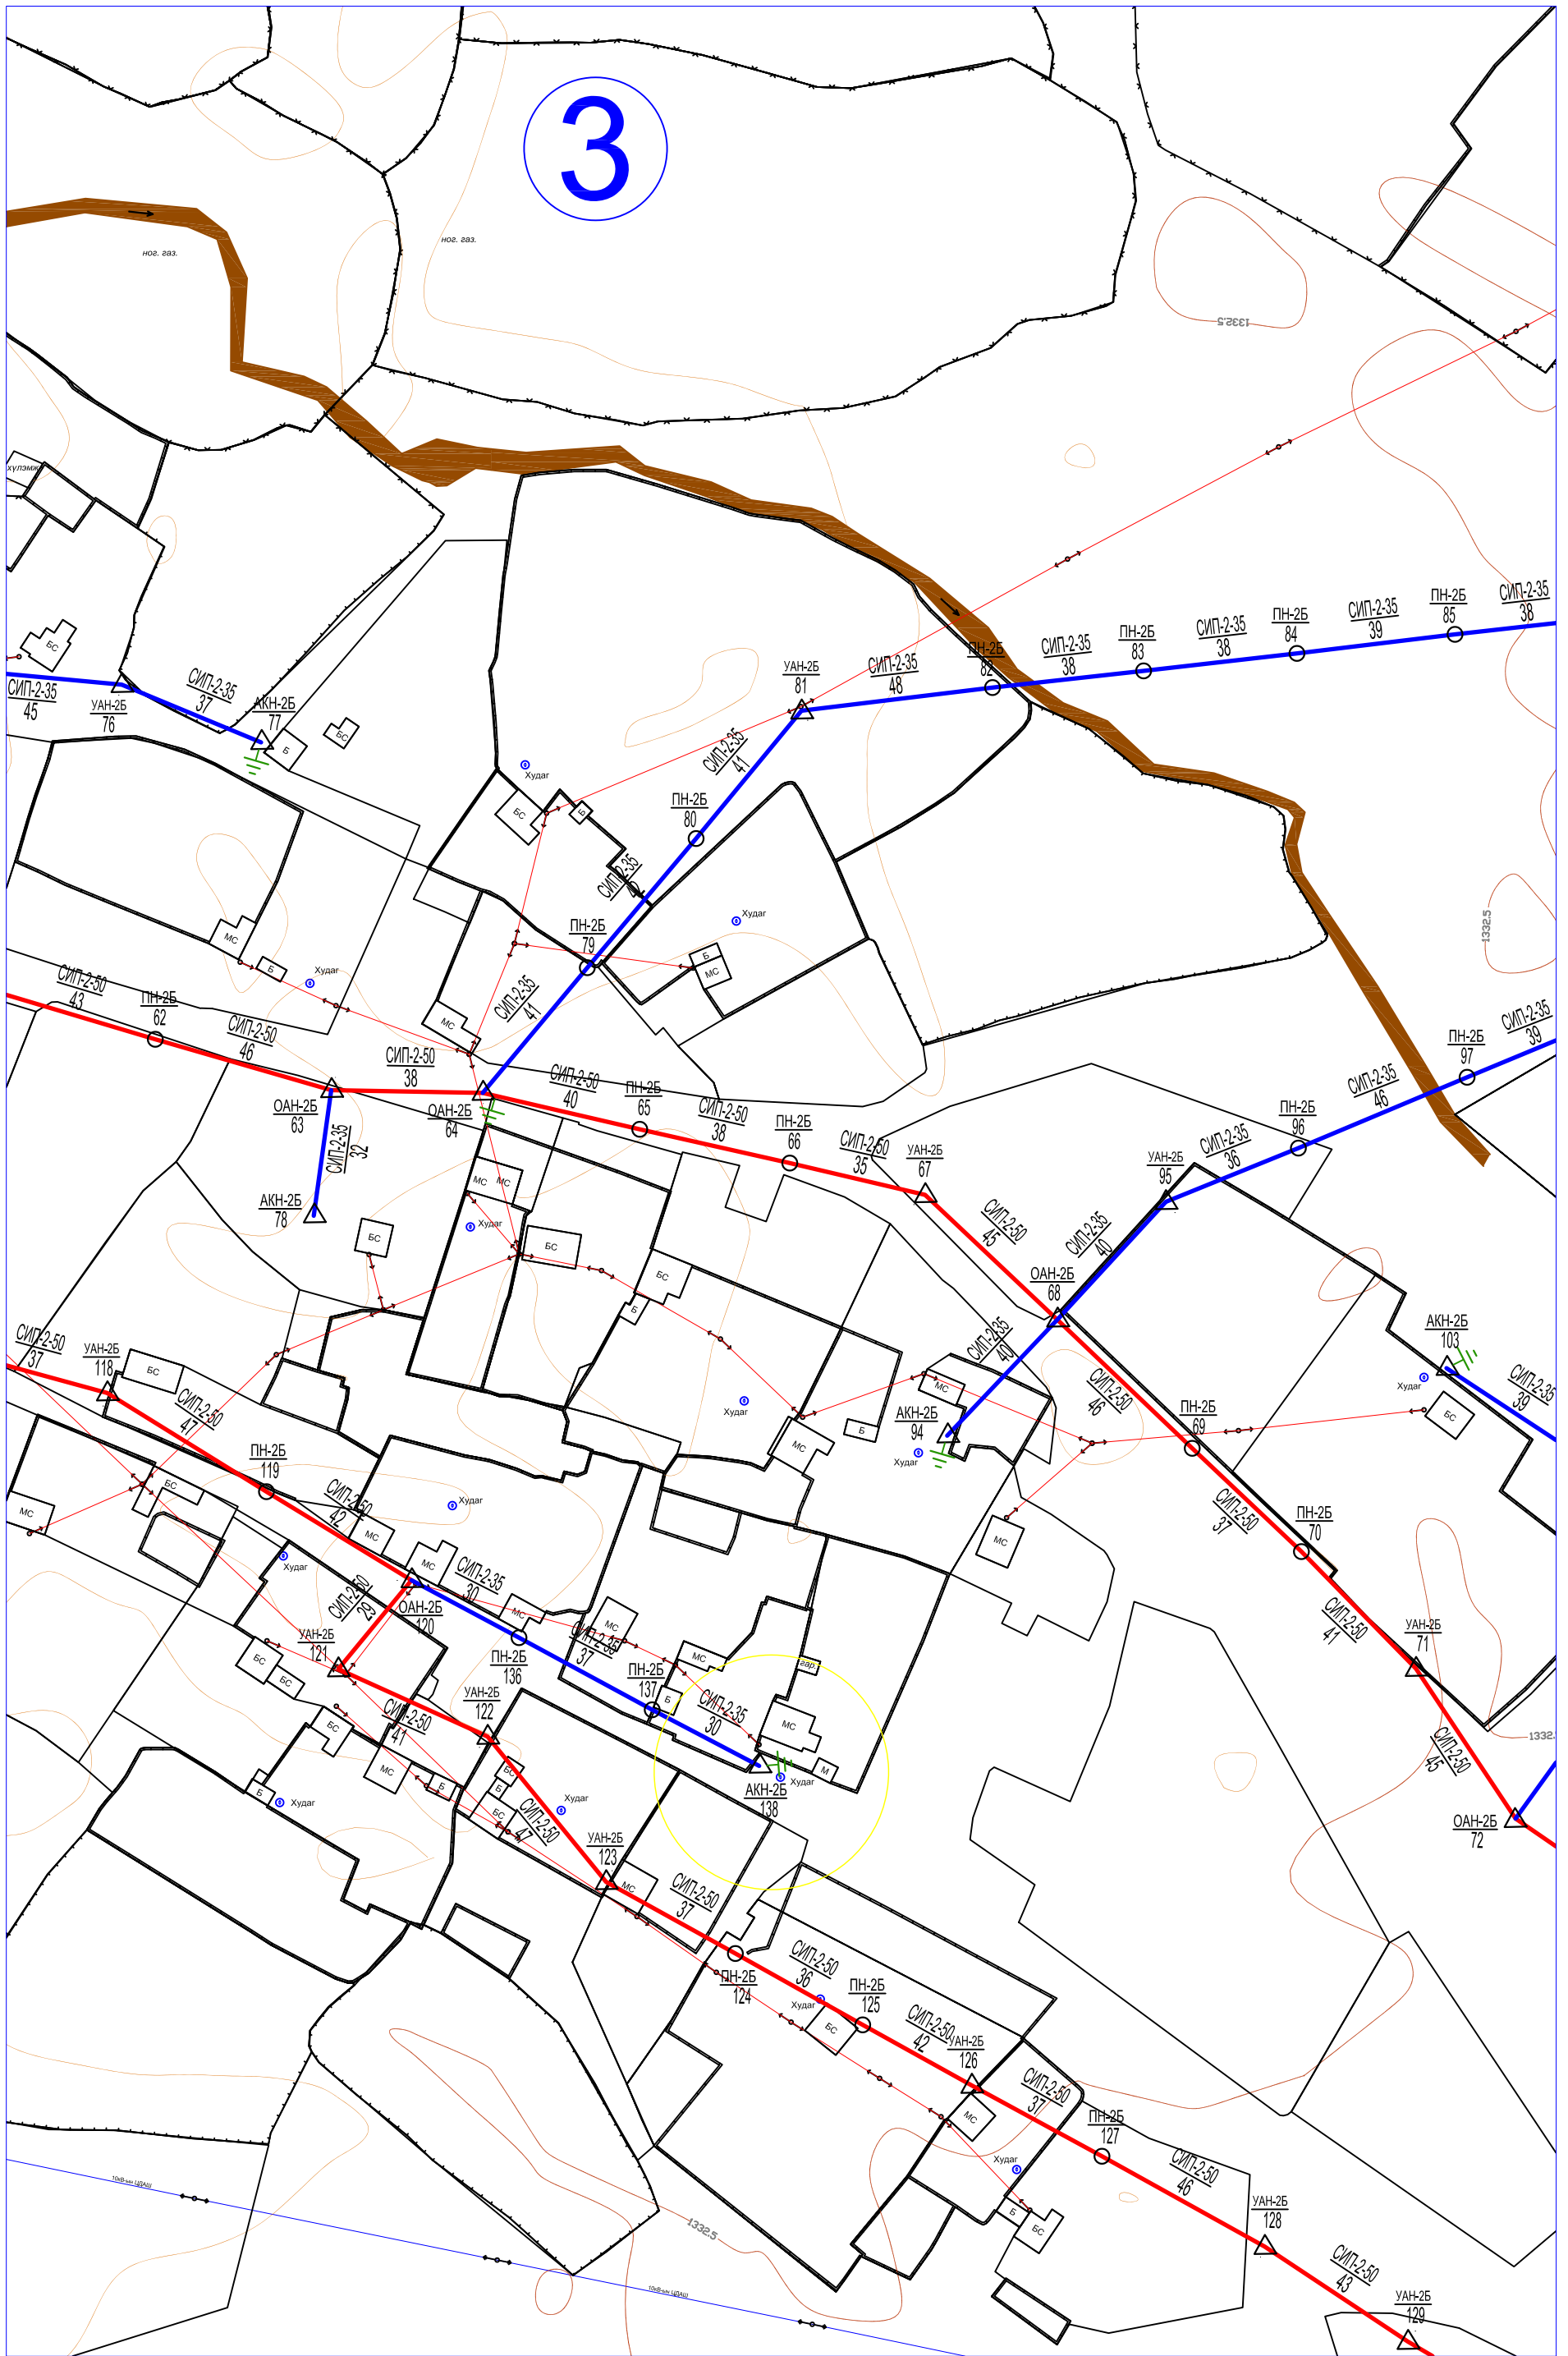 3
ног. газ.
ног. газ.
1332.5
хүлэмж
БС
СИП-2-35
45
УАН-2Б
76
СИП-2-35
37
АКН-2Б
77
Б
БС
УАН-2Б
81
СИП-2-35
48
ПН-2Б
82
СИП-2-35
38
ПН-2Б
83
СИП-2-35
38
ПН-2Б
84
СИП-2-35
39
ПН-2Б
85
СИП-2-35
38
СИП-2-35
41
Худаг
БС
Б
ПН-2Б
80
СИП-2-35
ПН-2Б
79
Худаг
Б
МС
1332.5
МС
Б
Худаг
СИП-2-50
43
ПН-2Б
62
СИП-2-50
46
СИП-2-50
38
СИП-2-35
41
МС
ОАН-2Б
63
ОАН-2Б
64
СИП-2-50
40
ПН-2Б
65
СИП-2-50
38
ПН-2Б
66
СИП-2-50
35
УАН-2Б
67
СИП-2-35
32
АКН-2Б
78
МС
МС
Худаг
БС
БС
БС
Б
СИП-2-50
45
ОАН-2Б
68
СИП-2-35
40
УАН-2Б
95
СИП-2-35
36
ПН-2Б
96
СИП-2-35
46
ПН-2Б
97
СИП-2-35
39
СИП-2-35
40
МС
АКН-2Б
94
Худаг
Худаг
МС
Б
МС
СИП-2-50
46
ПН-2Б
69
СИП-2-50
37
ПН-2Б
70
СИП-2-50
41
УАН-2Б
71
СИП-2-50
45
ОАН-2Б
72
1332.
АКН-2Б
103
Худаг
СИП-2-35
39
БС
СИП-2-50
37
УАН-2Б
118
БС
СИП-2-50
47
ПН-2Б
119
СИП-2-50
42
МС
БС
Худаг
Худаг
МС
МС
ОАН-2Б
120
СИП-2-50
29
УАН-2Б
121
СИП-2-35
30
МС
ПН-2Б
136
СИП-2-35
37
МС
МС
ПН-2Б
137
Б
СИП-2-35
30
гар.
МС
М
АКН-2Б
138
Худаг
БС
БС
БС
СИП-2-50
41
УАН-2Б
122
МС
Б
Б
Худаг
БС
Б
БС
Худаг
СИП-2-50
47
УАН-2Б
123
МС
СИП-2-50
37
ПН-2Б
124
СИП-2-50
36
Худаг
БС
ПН-2Б
125
СИП-2-50
42
УАН-2Б
126
МС
СИП-2-50
37
ПН-2Б
127
Худаг
Б
БС
СИП-2-50
46
УАН-2Б
128
СИП-2-50
43
УАН-2Б
129
1332.5
10кВ-ын ЦДАШ
10кВ-ын ЦДАШ